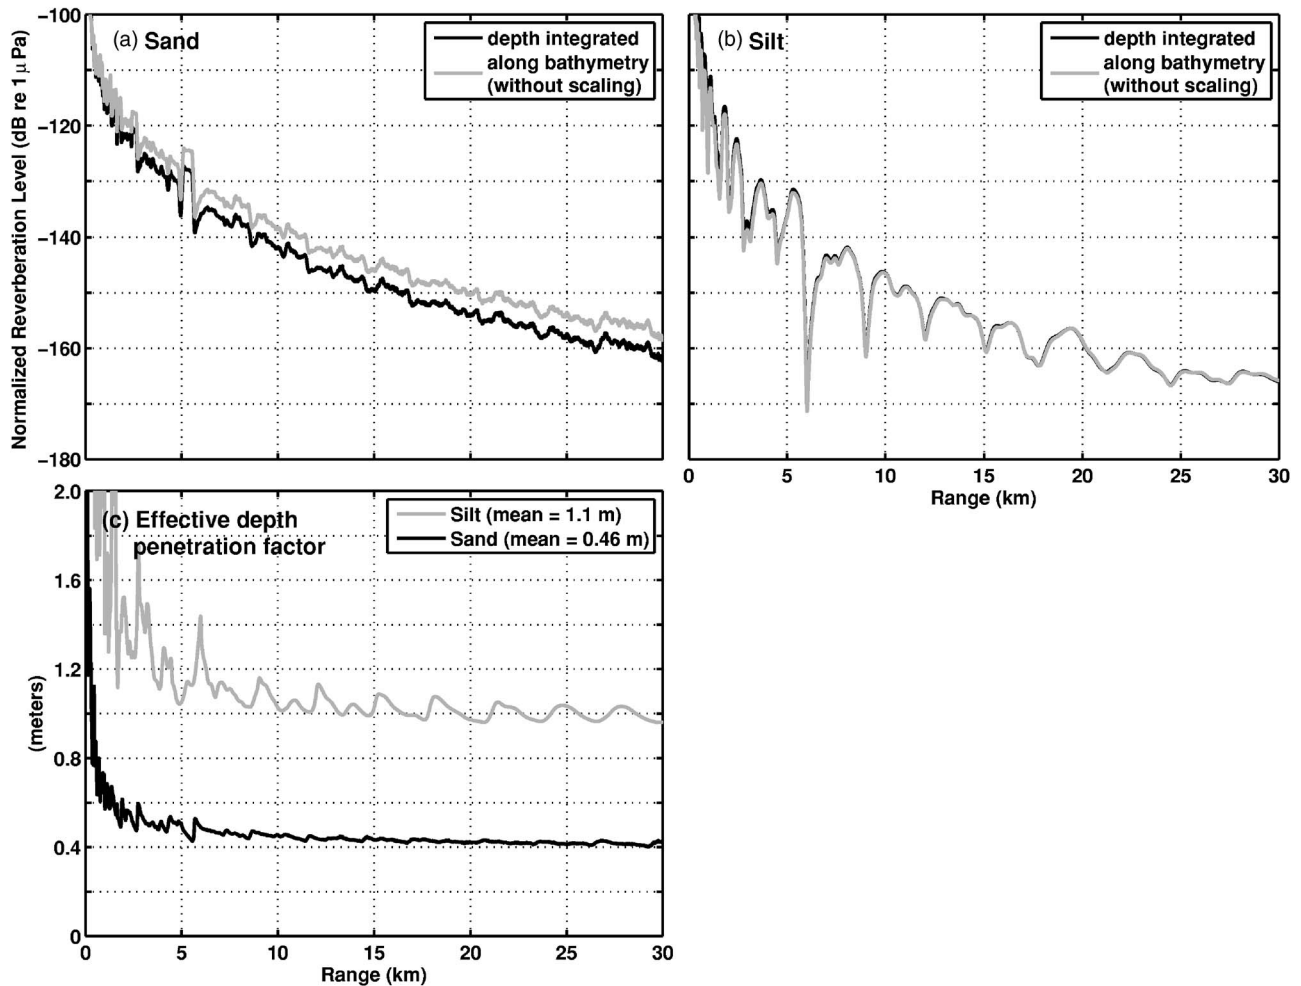 (a) Sand
depth integrated
along bathymetry
(without scaling)
Normalized Reverberation Level (dB re 1 μ Pa)
−100
−120
−140
−160
−180
(b) Silt
depth integrated
along bathymetry
(without scaling)
0 5 10 15 20 25 30
Range (km)
(c) Effective depth
penetration factor
Silt (mean = 1.1 m)
Sand (mean = 0.46 m)
(meters)
2.0
1.6
1.2
0.8
0.4
0
0 5 10 15 20 25 30
Range (km)